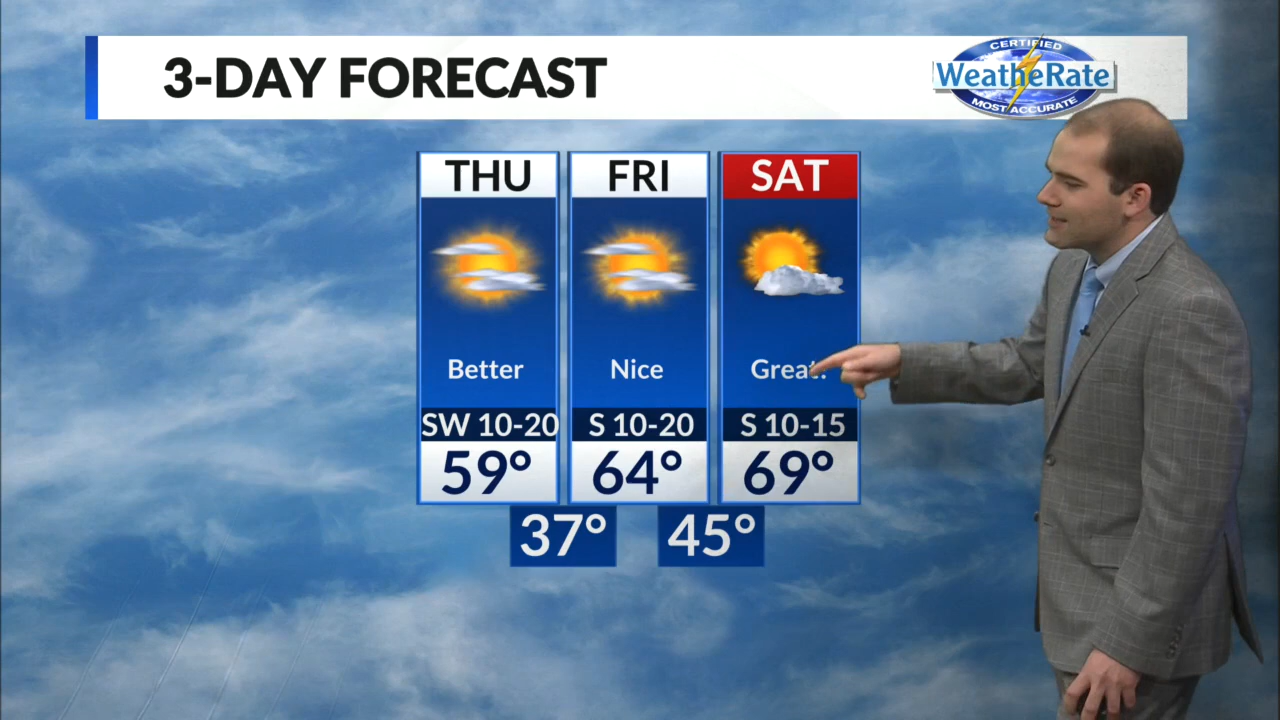 3-DAY FORECAST
CERTIFIED
WeatheRate
MOST ACCURATE
THU FRI SAT
Better Nice Great!
SW 10-20 S 10-20 S 10-15
59° 64° 69°
37° 45°